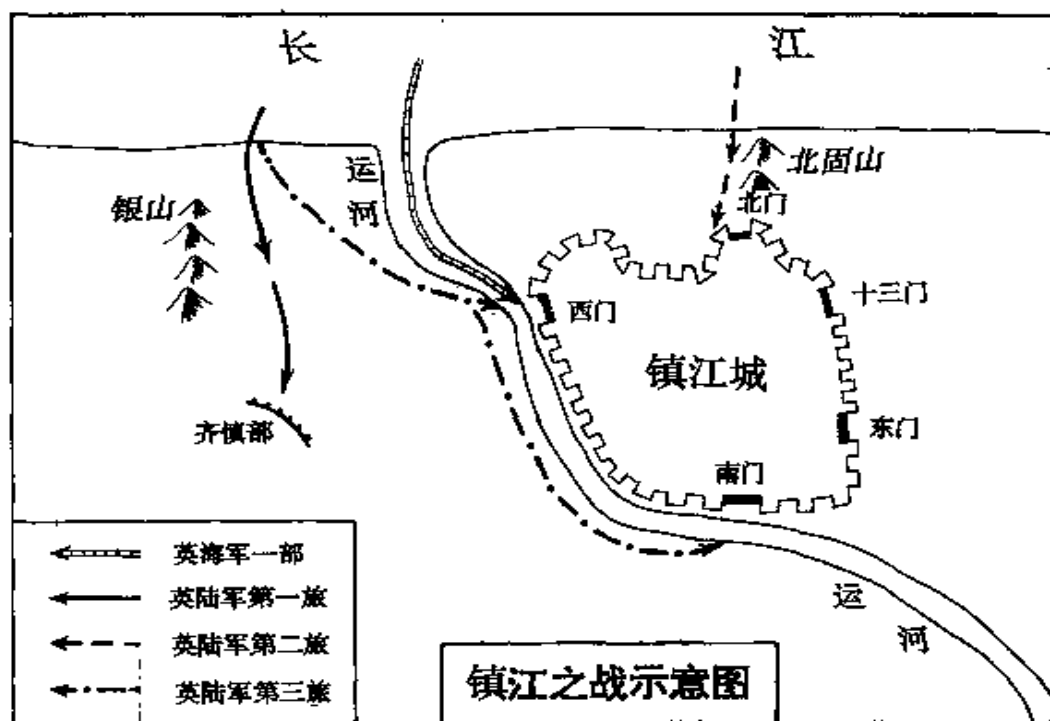 长
江
运
河
北固山
北门
银山
西门
十三门
镇江城
齐慎部
东门
南门
英海军一部
英陆军第一旅
英陆军第二旅
英陆军第三旅
运
河
镇江之战示意图